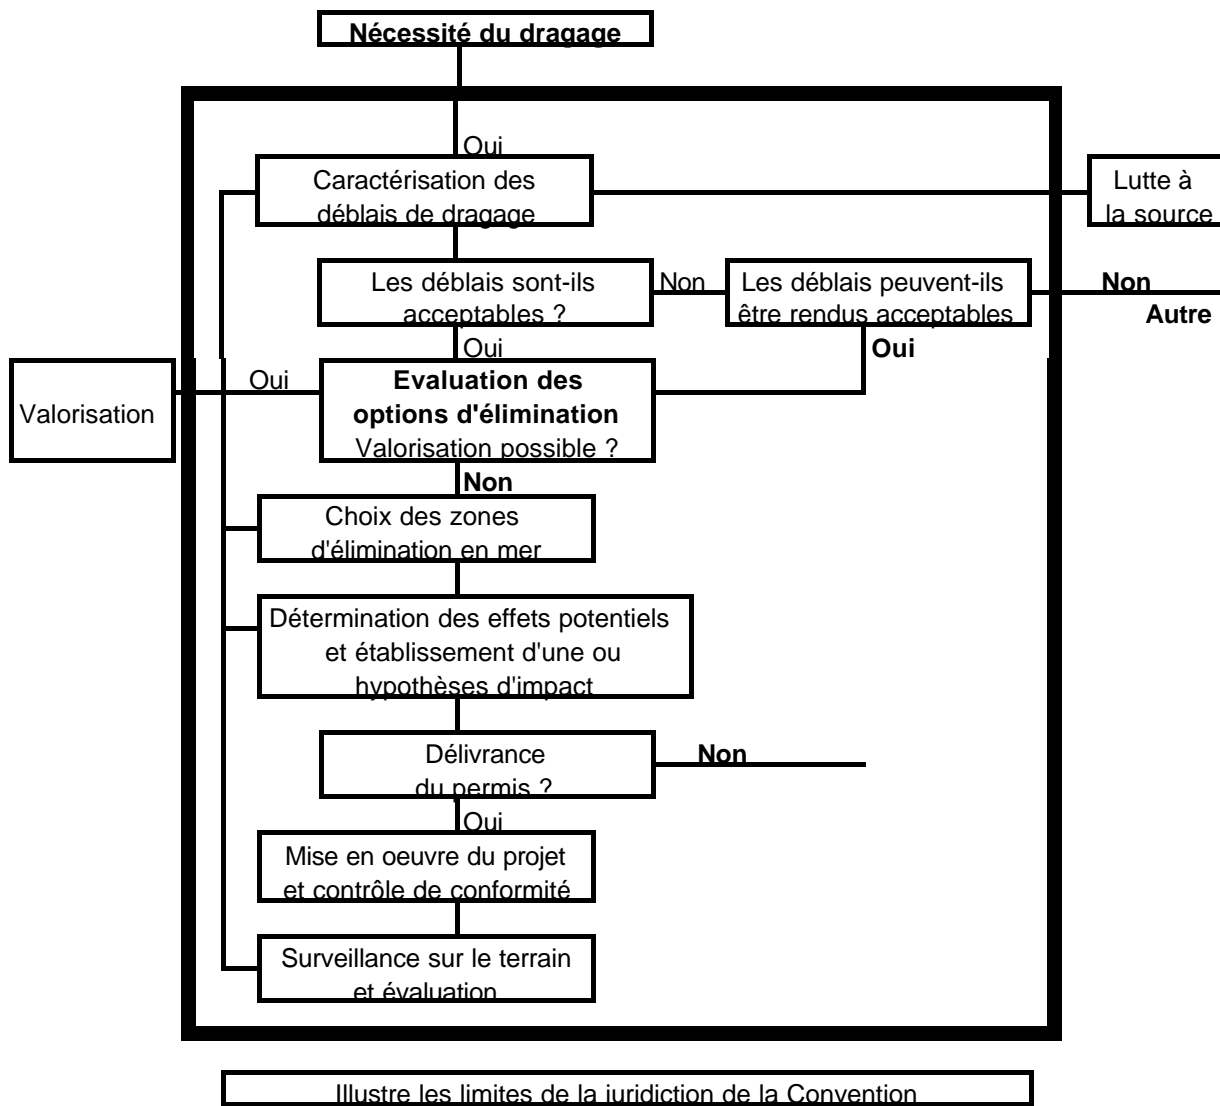 Nécessité du dragage
Oui
Caractérisation des
déblais de dragage
Lutte à
la source
Les déblais sont-ils
acceptables ?
Non
Les déblais peuvent-ils
être rendus acceptables
Non
Autre
Oui
Oui
Valorisation
Oui
Evaluation des
options d'élimination
Valorisation possible ?
Non
Choix des zones
d'élimination en mer
Détermination des effets potentiels
et établissement d'une ou
hypothèses d'impact
Délivrance
du permis ?
Non
Oui
Mise en oeuvre du projet
et contrôle de conformité
Surveillance sur le terrain
et évaluation
Illustre les limites de la juridiction de la Convention